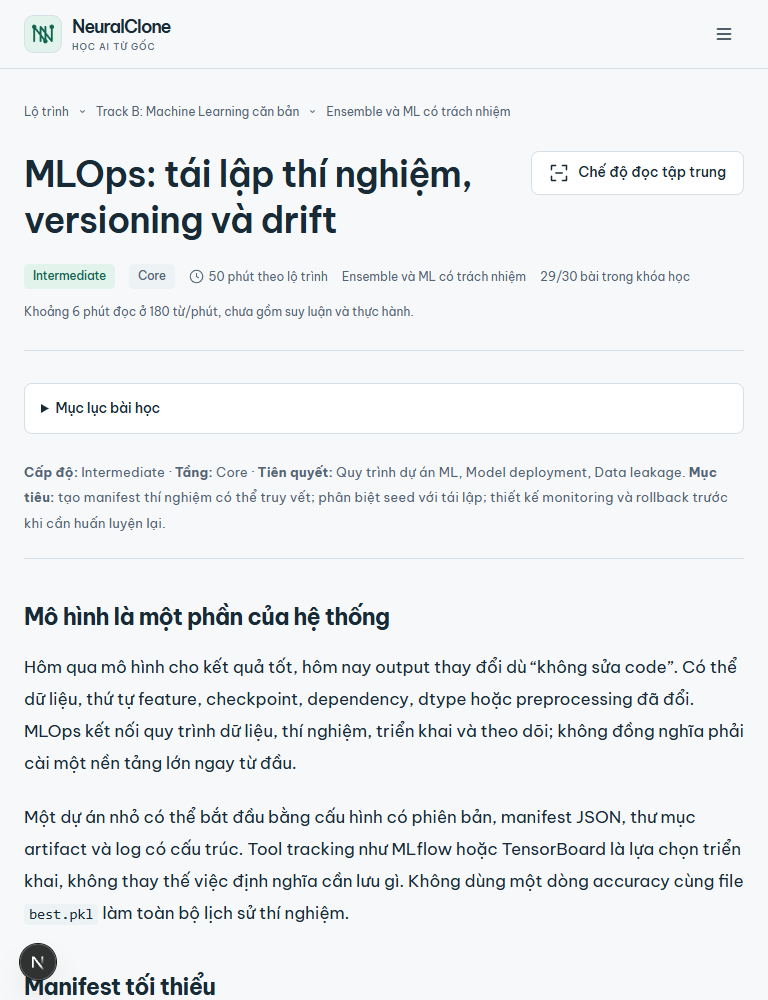 NeuralClone
HỌC AI TỪ GỐC
Lộ trình
Track B: Machine Learning căn bản
Ensemble và ML có trách nhiệm
MLOps: tái lập thí nghiệm,
versioning và drift
Chế độ đọc tập trung
Intermediate
Core
50 phút theo lộ trình
Ensemble và ML có trách nhiệm
29/30 bài trong khóa học
Khoảng 6 phút đọc ở 180 từ/phút, chưa gồm suy luận và thực hành.
Mục lục bài học
Cấp độ: Intermediate · Tầng: Core · Tiên quyết: Quy trình dự án ML, Model deployment, Data leakage. Mục
tiêu: tạo manifest thí nghiệm có thể truy vết; phân biệt seed với tái lập; thiết kế monitoring và rollback trước
khi cần huấn luyện lại.
Mô hình là một phần của hệ thống
Hôm qua mô hình cho kết quả tốt, hôm nay output thay đổi dù “không sửa code”. Có thể
dữ liệu, thứ tự feature, checkpoint, dependency, dtype hoặc preprocessing đã đổi.
MLOps kết nối quy trình dữ liệu, thí nghiệm, triển khai và theo dõi; không đồng nghĩa phải
cài một nền tảng lớn ngay từ đầu.
Một dự án nhỏ có thể bắt đầu bằng cấu hình có phiên bản, manifest JSON, thư mục
artifact và log có cấu trúc. Tool tracking như MLflow hoặc TensorBoard là lựa chọn triển
khai, không thay thế việc định nghĩa cần lưu gì. Không dùng một dòng accuracy cùng file
best.pkl làm toàn bộ lịch sử thí nghiệm.
Manifest tối thiểu